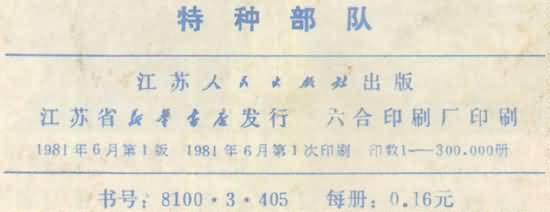 特种部队
江苏人民出版社出版
江苏省新华书店发行 六合印刷厂印刷
1981年6月第1版 1981年6月第1次印刷 印数1—300.000册
书号：8100·3·405 每册：0.16元